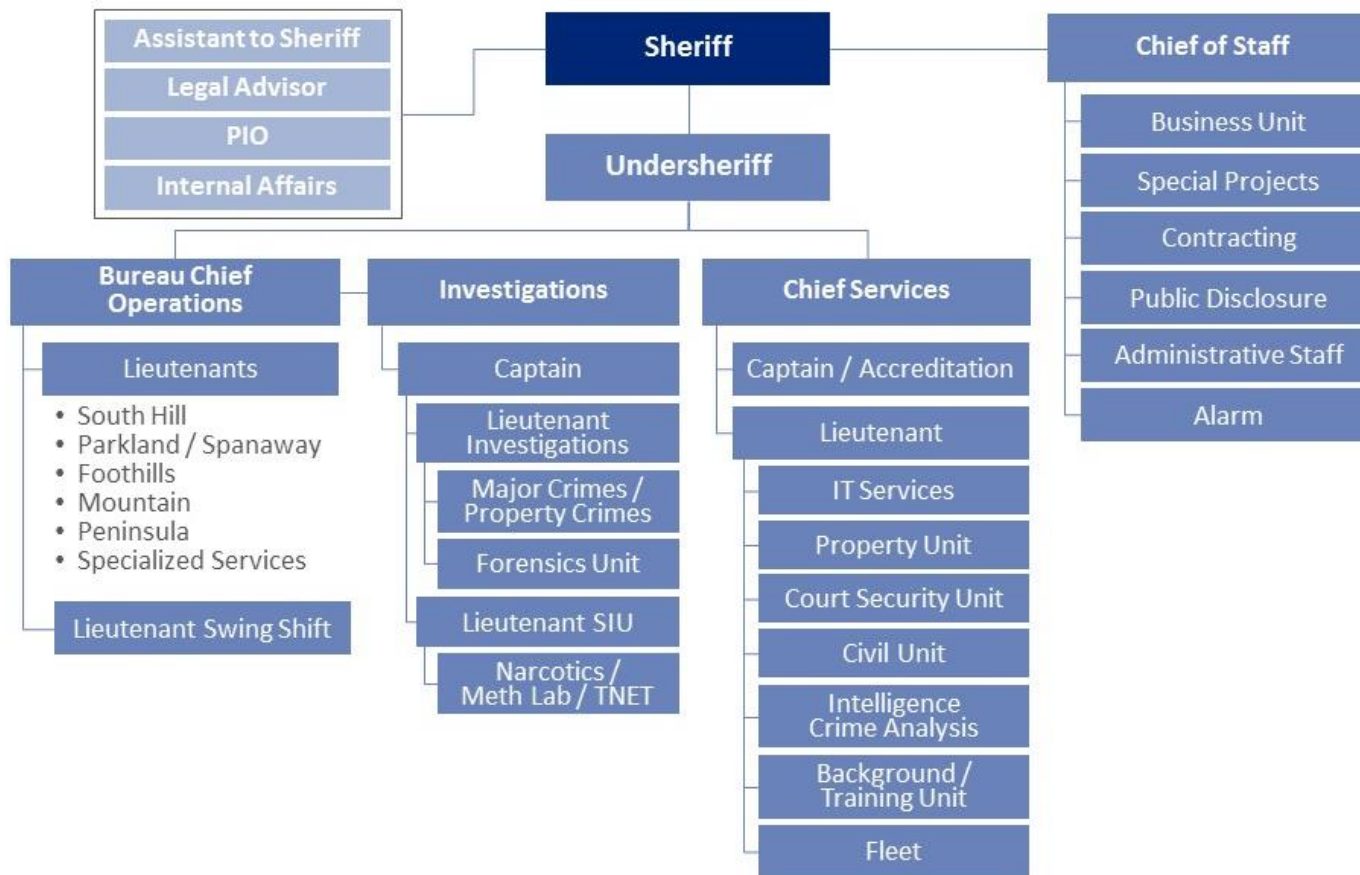 Assistant to Sheriff
Legal Advisor
PIO
Internal Affairs
Sheriff
Undersheriff
Chief of Staff
Business Unit
Special Projects
Contracting
Public Disclosure
Administrative Staff
Alarm
Bureau Chief
Operations
Lieutenants
• South Hill
• Parkland / Spanaway
• Foothills
• Mountain
• Peninsula
• Specialized Services
Lieutenant Swing Shift
Investigations
Captain
Lieutenant
Investigations
Major Crimes /
Property Crimes
Forensics Unit
Lieutenant SIU
Narcotics /
Meth Lab / TNET
Chief Services
Captain / Accreditation
Lieutenant
IT Services
Property Unit
Court Security Unit
Civil Unit
Intelligence
Crime Analysis
Background /
Training Unit
Fleet